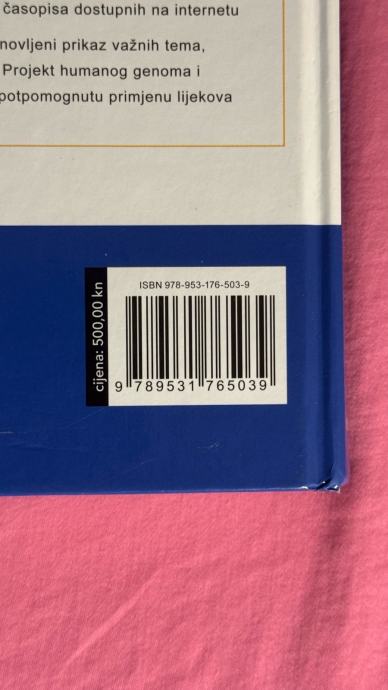 časopisa dostupnih na internetu
novljeni prikaz važnih tema,
Projekt humanog genoma i
potpomognutu primjenu lijekova
cijena: 500,00 kn
ISBN 978-953-176-503-9
9 789531 765039